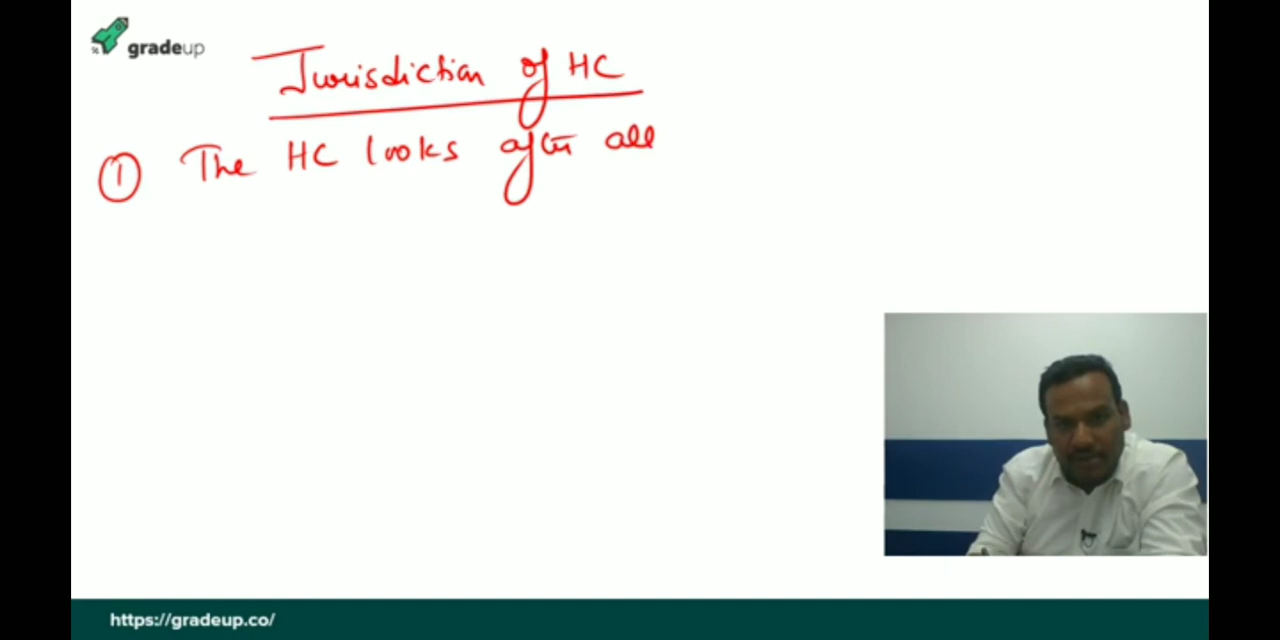 gradeup
Jurisdiction of HC
① The HC looks after all
https://gradeup.co/